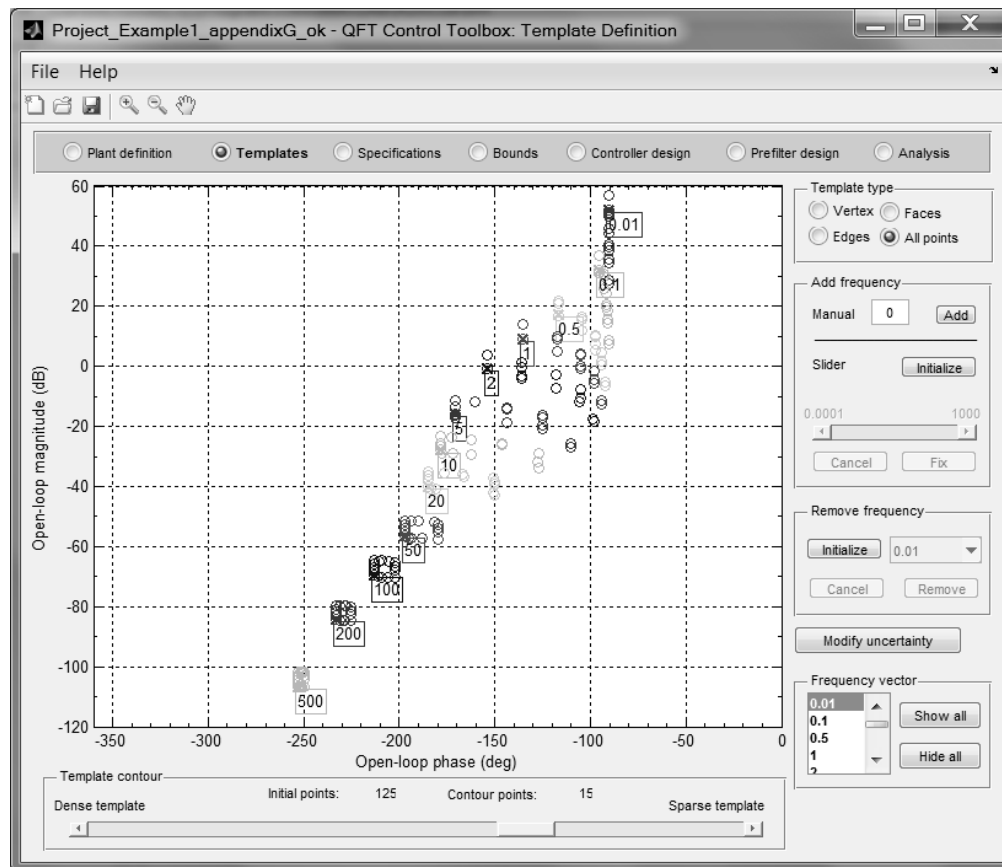 Project_Example1_appendixG_ok - QFT Control Toolbox: Template Definition
File Help
Plant definition Templates Specifications Bounds Controller design Prefilter design Analysis
60
40
20
0
-20
-40
-60
-80
-100
-120
Open-loop magnitude (dB)
0.01
0.1
0.5
1
2
5
10
20
50
100
200
500
-350 -300 -250 -200 -150 -100 -50 0
Open-loop phase (deg)
Template type
Vertex Faces
Edges All points
Add frequency
Manual 0 Add
Slider Initialize
0.0001 1000
Cancel Fix
Remove frequency
Initialize 0.01
Cancel Remove
Modify uncertainty
Frequency vector
0.01
0.1
0.5
1
2
Show all
Hide all
Template contour
Initial points: 125 Contour points: 15
Dense template Sparse template